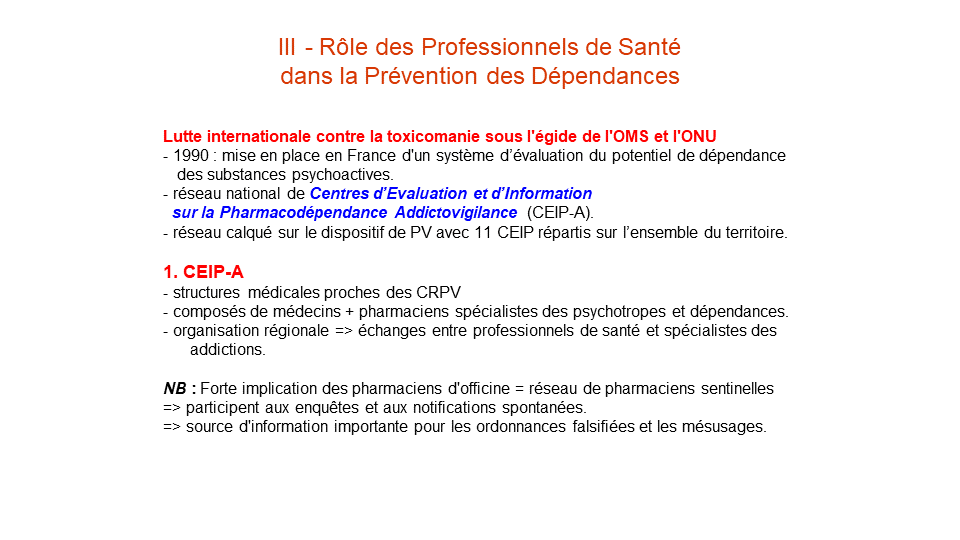 III - Rôle des Professionnels de Santé
dans la Prévention des Dépendances
Lutte internationale contre la toxicomanie sous l'égide de l'OMS et l'ONU
- 1990 : mise en place en France d'un système d’évaluation du potentiel de dépendance
des substances psychoactives.
- réseau national de Centres d’Evaluation et d’Information
sur la Pharmacodépendance Addictovigilance (CEIP-A).
- réseau calqué sur le dispositif de PV avec 11 CEIP répartis sur l’ensemble du territoire.
1. CEIP-A
- structures médicales proches des CRPV
- composés de médecins + pharmaciens spécialistes des psychotropes et dépendances.
- organisation régionale => échanges entre professionnels de santé et spécialistes des
addictions.
NB : Forte implication des pharmaciens d'officine = réseau de pharmaciens sentinelles
=> participent aux enquêtes et aux notifications spontanées.
=> source d'information importante pour les ordonnances falsifiées et les mésusages.